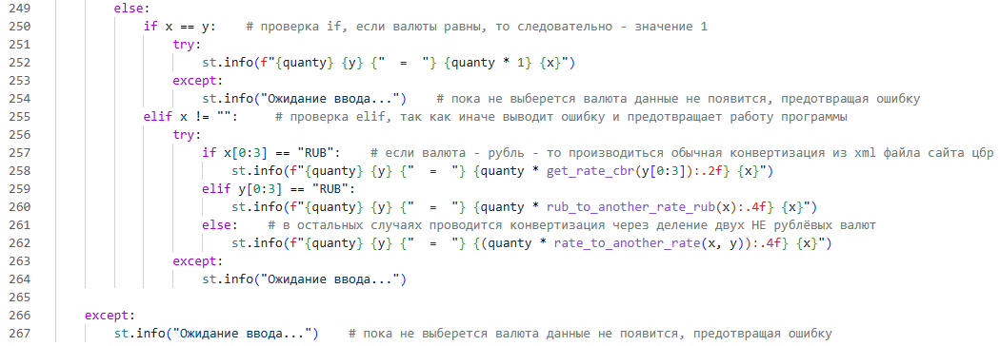 249 else:
250 if x == y:    # проверка if, если валюты равны, то следовательно - значение 1
251 try:
252 st.info(f"{quanty} {y} {"  =  "} {quanty * 1} {x}")
253 except:
254 st.info("Ожидание ввода...")    # пока не выберется валюта данные не появится, предотвращая ошибку
255 elif x != "":    # проверка elif, так как иначе выводит ошибку и предотвращает работу программы
256 try:
257 if x[0:3] == "RUB":    # если валюта - рубль - то производиться обычная конвертизация из xml файла сайта цбр
258 st.info(f"{quanty} {y} {"  =  "} {quanty * get_rate_cbr(y[0:3]):.2f} {x}")
259 elif y[0:3] == "RUB":
260 st.info(f"{quanty} {y} {"  =  "} {quanty * rub_to_another_rate_rub(x):.4f} {x}")
261 else:    # в остальных случаях проводится конвертизация через деление двух НЕ рублёвых валют
262 st.info(f"{quanty} {y} {"  =  "} {(quanty * rate_to_another_rate(x, y)):.4f} {x}")
263 except:
264 st.info("Ожидание ввода...")
265
266 except:
267 st.info("Ожидание ввода...")    # пока не выберется валюта данные не появится, предотвращая ошибку